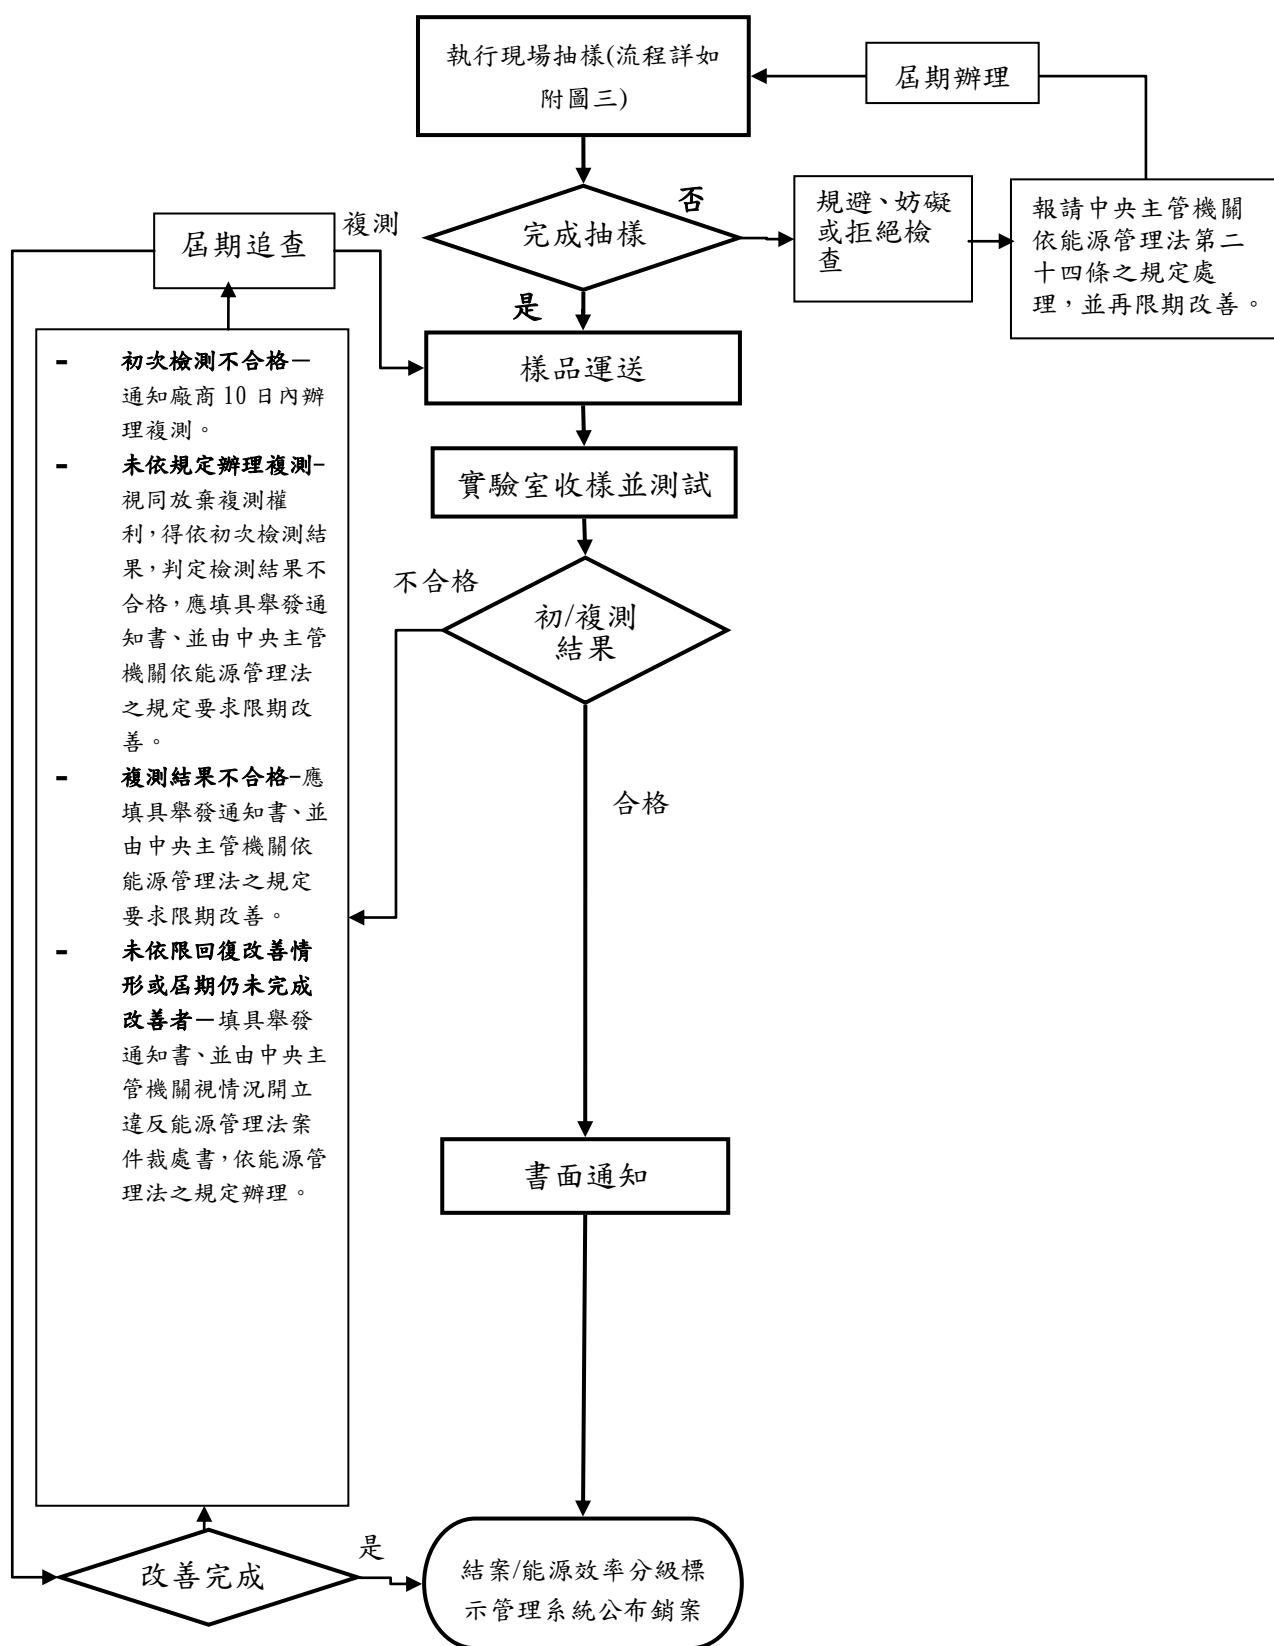 執行現場抽樣(流程詳如
附圖三)
屆期辦理
完成抽樣
否
規避、妨礙
或拒絕檢
查
報請中央主管機關
依能源管理法第二
十四條之規定處
理，並再限期改善。
屆期追查
複測
是
樣品運送
實驗室收樣並測試
初/複測
結果
不合格
合格
- 初次檢測不合格－
通知廠商 10 日內辦
理複測。
- 未依規定辦理複測-
視同放棄複測權
利，得依初次檢測結
果，判定檢測結果不
合格，應填具舉發通
知書、並由中央主管
機關依能源管理法
之規定要求限期改
善。
- 複測結果不合格-應
填具舉發通知書、並
由中央主管機關依
能源管理法之規定
要求限期改善。
- 未依限回復改善情
形或屆期仍未完成
改善者－填具舉發
通知書、並由中央主
管機關視情況開立
違反能源管理法案
件裁處書，依能源管
理法之規定辦理。
書面通知
改善完成
是
結案/能源效率分級標
示管理系統公布銷案